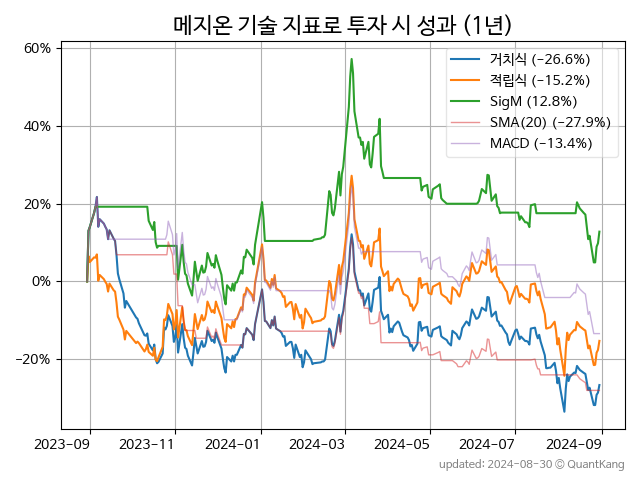 메지온 기술 지표로 투자 시 성과 (1년)
60%
40%
20%
0%
−20%
거치식 (−26.6%)
적립식 (−15.2%)
SigM (12.8%)
SMA(20) (−27.9%)
MACD (−13.4%)
2023−09
2023−11
2024−01
2024−03
2024−05
2024−07
2024−09
updated: 2024−08−30 © QuantKang